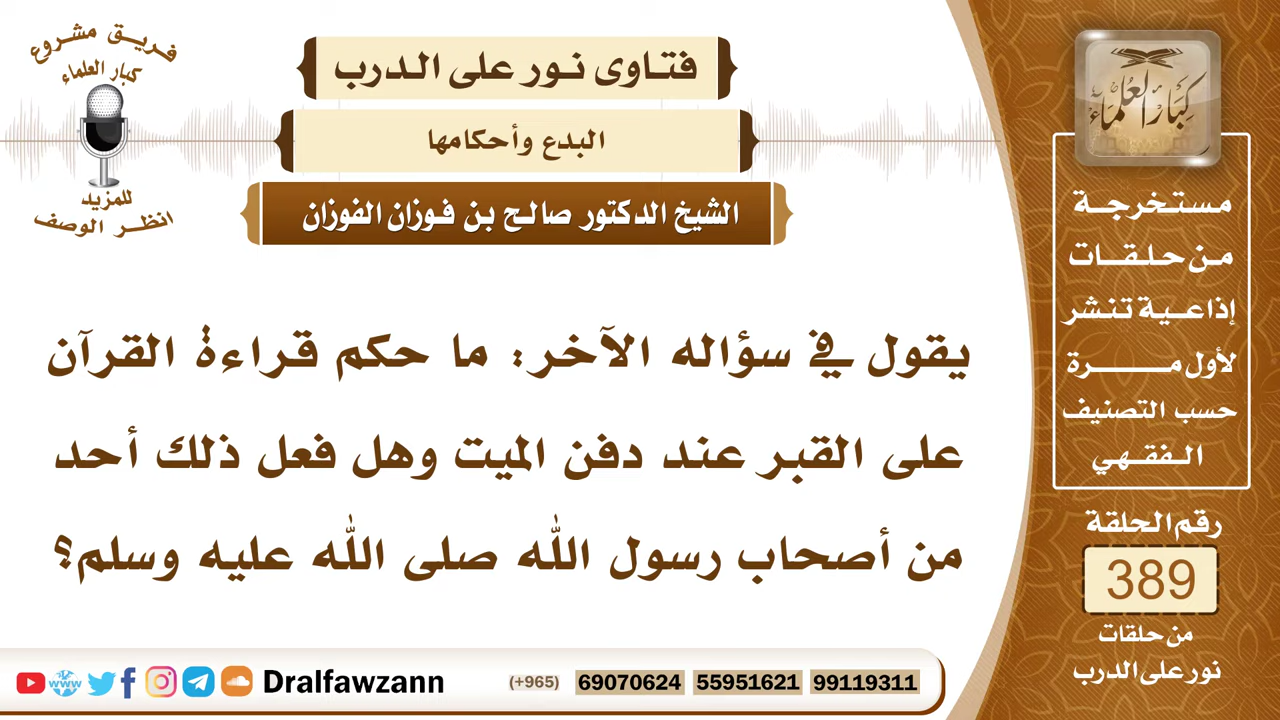 فريق مشروع
كبار العلماء
للمزيد
انظر الوصف
فتاوى نور على الدرب
البدع وأحكامها
الشيخ الدكتور صالح بن فوزان الفوزان
يقول في سؤاله الآخر: ما حكم قراءة القرآن
على القبر عند دفن الميت وهل فعل ذلك أحد
من أصحاب رسول الله صلى الله عليه وسلم؟
كبار العلماء
مستخرجة
من حلقات
إذاعية تنشر
لأول مرة
حسب التصنيف
الفقهي
رقم الحلقة
389
من حلقات
نور على الدرب
www Dralfawzann (+965) 69070624 55951621 99119311